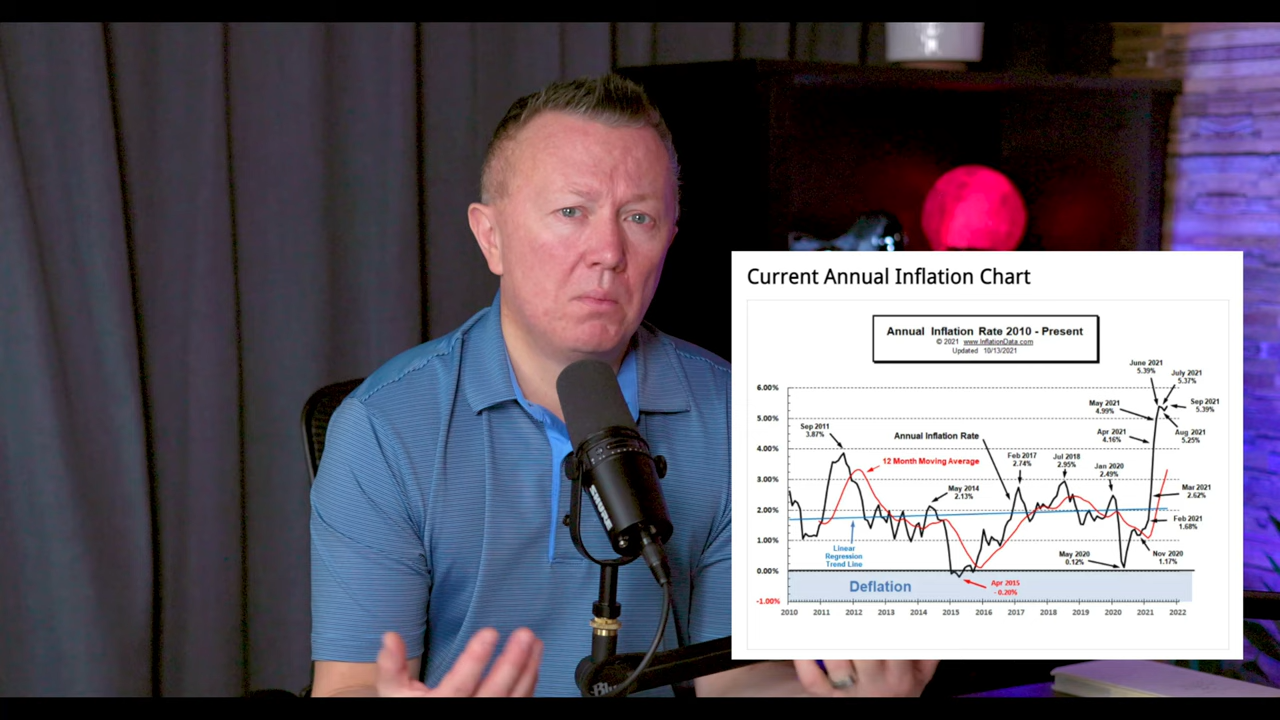 Current Annual Inflation Chart
Annual Inflation Rate 2010 - Present
© 2021 www.InflationData.com
Updated 10/13/2021
June 2021
5.39%
July 2021
5.37%
6.00%
May 2021
4.99%
Sep 2021
5.39%
5.00%
Sep 2011
3.87%
Annual Inflation Rate
Apr 2021
4.16%
Aug 2021
5.25%
4.00%
12 Month Moving Average
Feb 2017
2.74%
Jul 2018
2.95%
Jan 2020
2.49%
3.00%
May 2014
2.13%
Mar 2021
2.62%
2.00%
Feb 2021
1.68%
1.00%
Linear
Regression
Trend Line
May 2020
0.12%
Nov 2020
1.17%
0.00%
Deflation
Apr 2015
- 0.20%
-1.00%
2010 2011 2012 2013 2014 2015 2016 2017 2018 2019 2020 2021 2022
SHURE
Blue